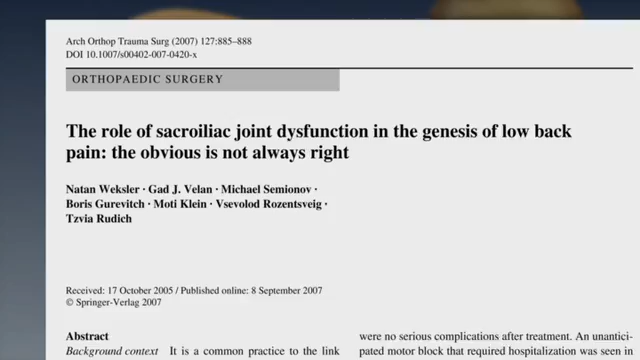 Arch Orthop Trauma Surg (2007) 127:885–888
DOI 10.1007/s00402-007-0420-x
ORTHOPAEDIC SURGERY
The role of sacroiliac joint dysfunction in the genesis of low back
pain: the obvious is not always right
Natan Weksler · Gad J. Velan · Michael Semionov ·
Boris Gurevitch · Moti Klein · Vsevolod Rozentsveig ·
Tzvia Rudich
Received: 17 October 2005 / Published online: 8 September 2007
© Springer-Verlag 2007
Abstract
Background context It is a common practice to the link
were no serious complications after treatment. An unantici-
pated motor block that required hospitalization was seen in